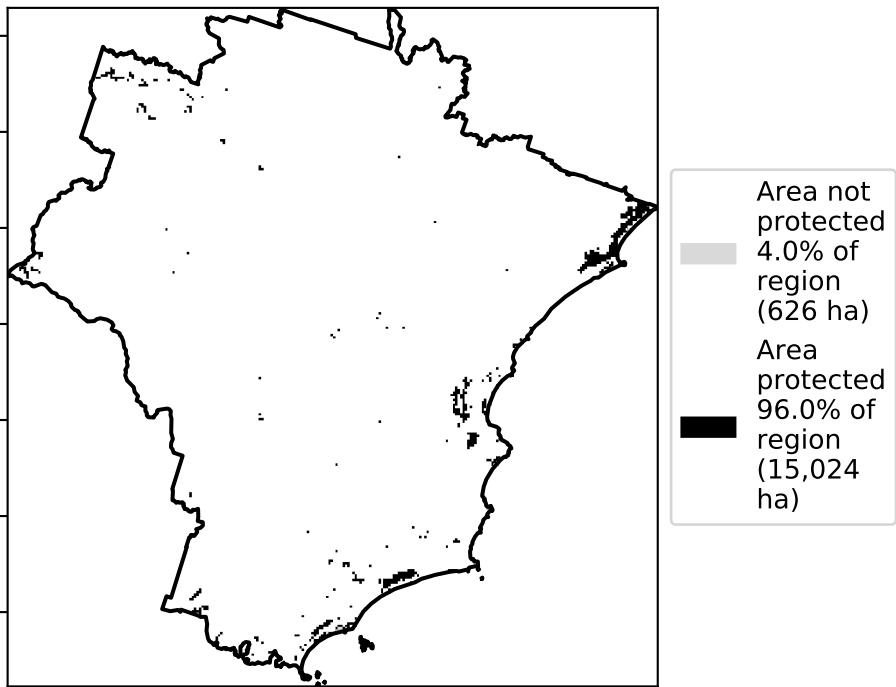 Area not
protected
4.0% of
region
(626 ha)
Area
protected
96.0% of
region
(15,024
ha)